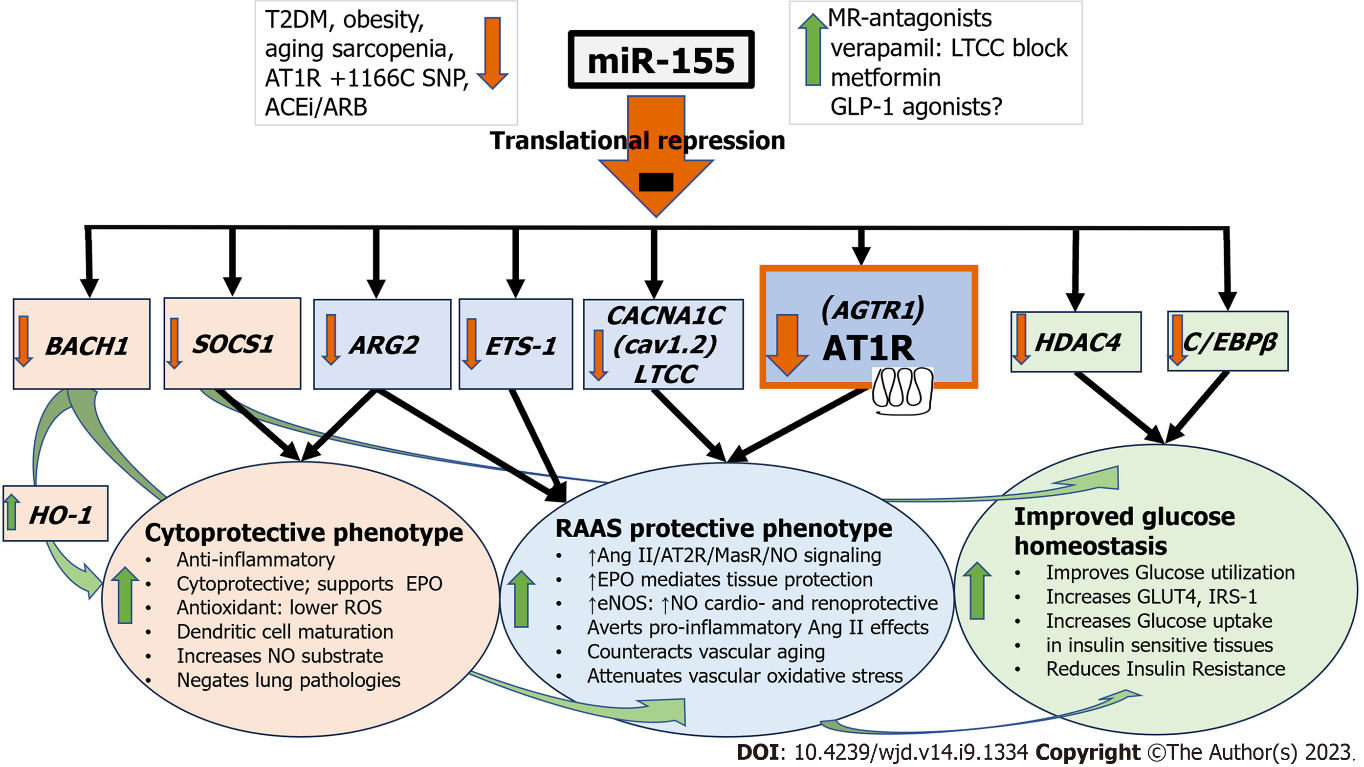 T2DM, obesity,
aging sarcopenia,
AT1R +1166C SNP,
ACEi/ARB
miR-155
MR-antagonists
verapamil: LTCC block
metformin
GLP-1 agonists?
Translational repression
BACH1
SOCS1
ARG2
ETS-1
CACNA1C
(cav1.2)
LTCC
(AGTR1)
AT1R
HDAC4
C/EBPβ
HO-1
Cytoprotective phenotype
• Anti-inflammatory
• Cytoprotective; supports EPO
• Antioxidant: lower ROS
• Dendritic cell maturation
• Increases NO substrate
• Negates lung pathologies
RAAS protective phenotype
• ↑Ang II/AT2R/MasR/NO signaling
• ↑EPO mediates tissue protection
• ↑eNOS: ↑NO cardio- and renoprotective
• Averts pro-inflammatory Ang II effects
• Counteracts vascular aging
• Attenuates vascular oxidative stress
Improved glucose
homeostasis
• Improves Glucose utilization
• Increases GLUT4, IRS-1
• Increases Glucose uptake
• in insulin sensitive tissues
• Reduces Insulin Resistance
DOI: 10.4239/wjd.v14.i9.1334 Copyright ©The Author(s) 2023.